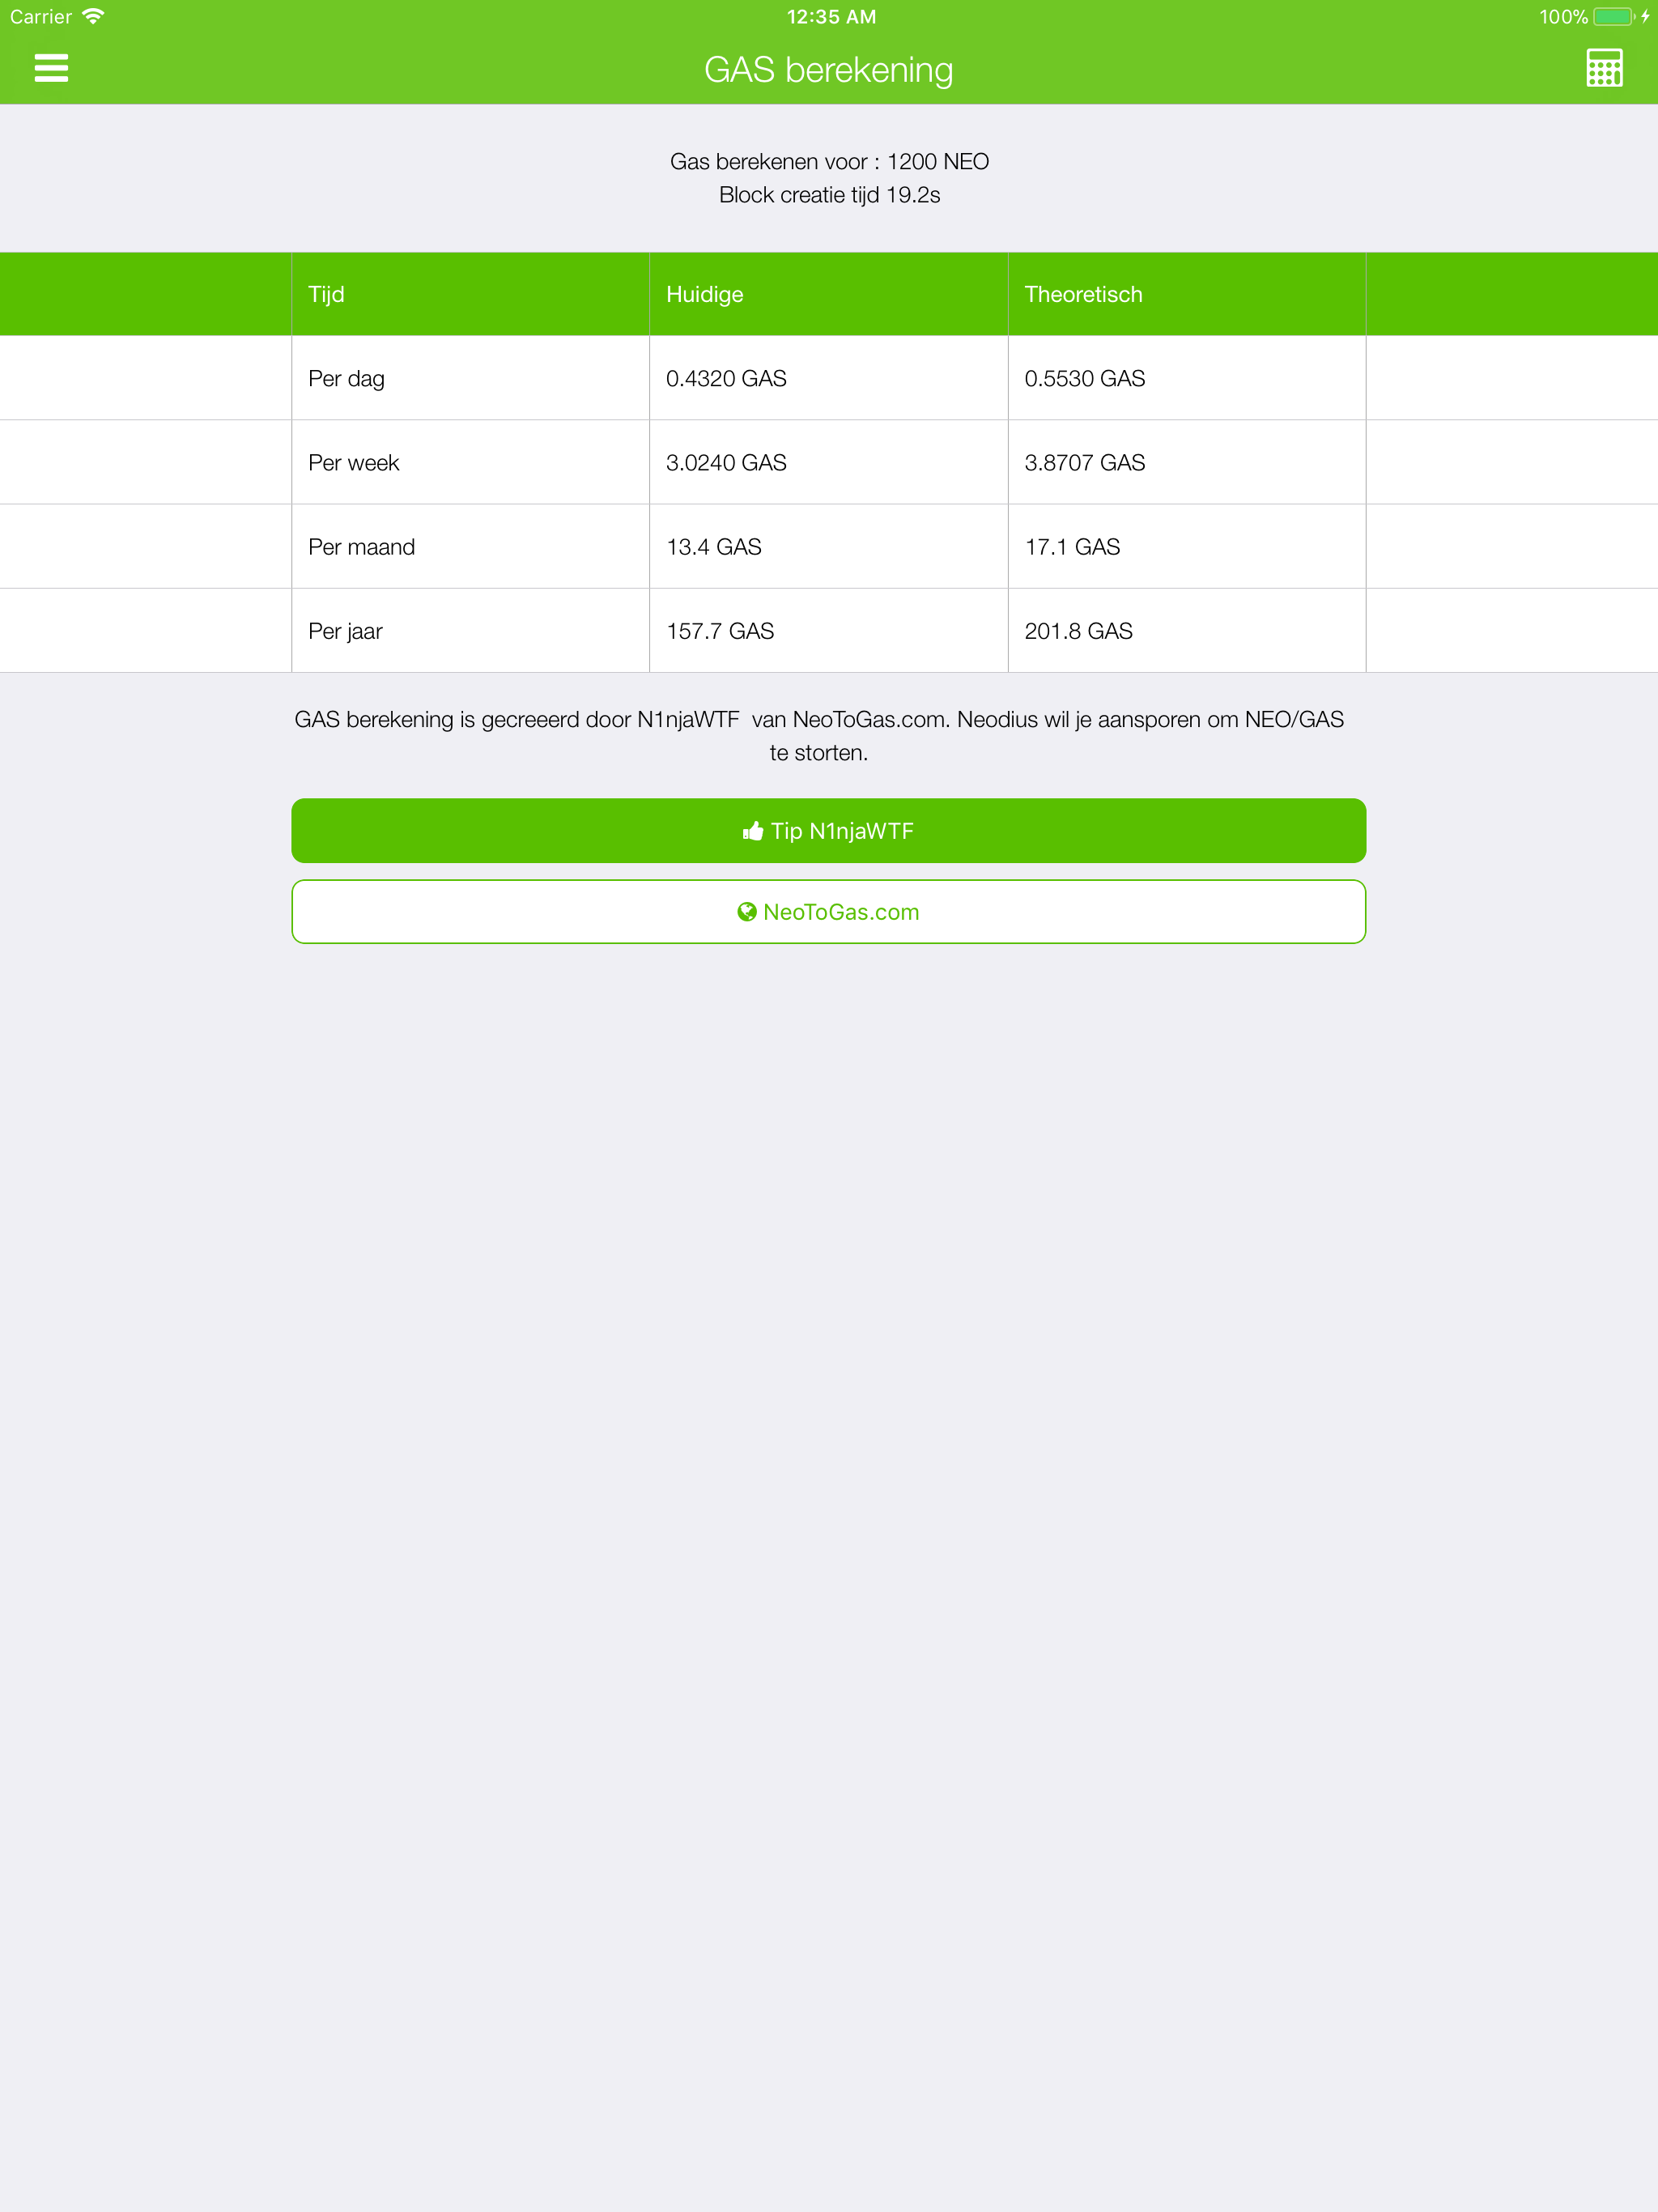 Carrier 12:35 AM 100%
GAS berekening
Gas berekenen voor : 1200 NEO
Block creatie tijd 19.2s
Tijd Huidige Theoretisch
Per dag 0.4320 GAS 0.5530 GAS
Per week 3.0240 GAS 3.8707 GAS
Per maand 13.4 GAS 17.1 GAS
Per jaar 157.7 GAS 201.8 GAS
GAS berekening is gecreeerd door N1njaWTF  van NeoToGas.com. Neodius wil je aansporen om NEO/GAS
te storten.
Tip N1njaWTF
NeoToGas.com